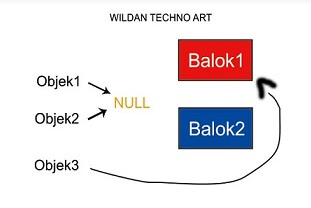 WILDAN TECHNO ART
Balok1
Objek1
NULL
Objek2
Balok2
Objek3